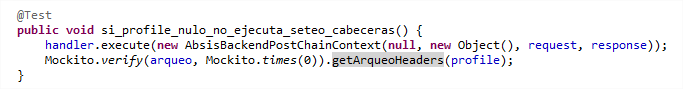 @Test
public void si_profile_nulo_no_ejecuta_seteo_cabeceras() {
handler.execute(new AbsisBackendPostChainContext(null, new Object(), request, response));
Mockito.verify(arqueo, Mockito.times(0)).getArqueoHeaders(profile);
}